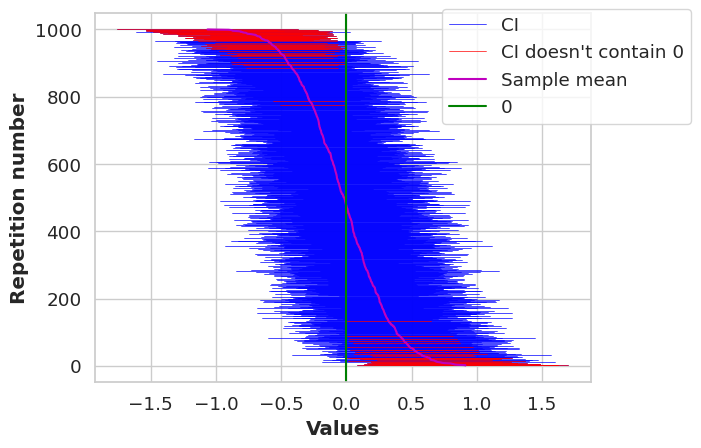 CI
CI doesn't contain 0
Sample mean
0
1000
800
600
400
200
0
Repetition number
−1.5
−1.0
−0.5
0.0
0.5
1.0
1.5
Values